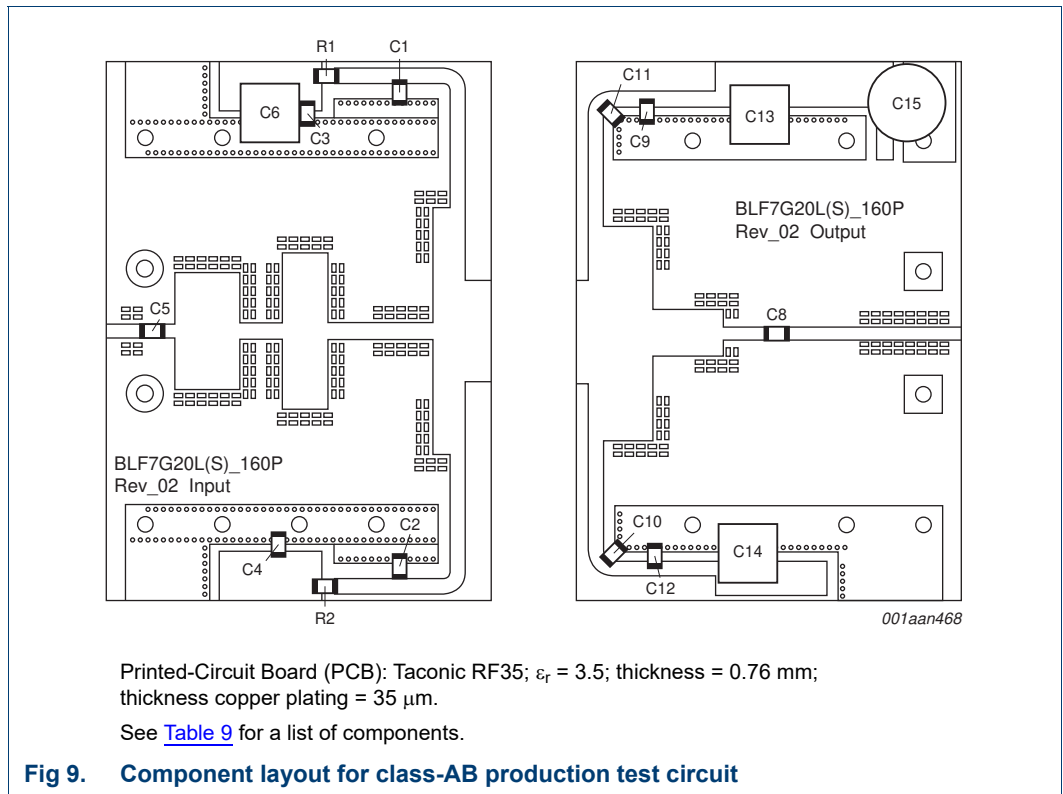 R1
C1
C6
C3
C5
BLF7G20L(S)_160P
Rev_02 Input
C4
C2
R2
C11
C9
C13
C15
BLF7G20L(S)_160P
Rev_02 Output
C8
C10
C12
C14
001aan468
Printed-Circuit Board (PCB): Taconic RF35; εr = 3.5; thickness = 0.76 mm;
thickness copper plating = 35 μm.
See Table 9 for a list of components.
Fig 9. Component layout for class-AB production test circuit